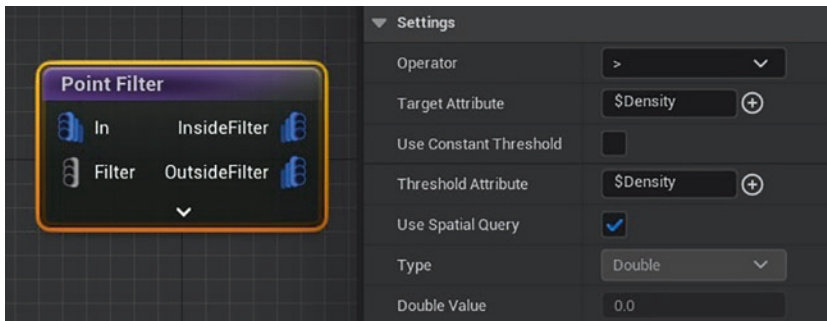 Point Filter
In InsideFilter
Filter OutsideFilter
Settings
Operator >
Target Attribute $Density
Use Constant Threshold
Threshold Attribute $Density
Use Spatial Query
Type Double
Double Value 0.0